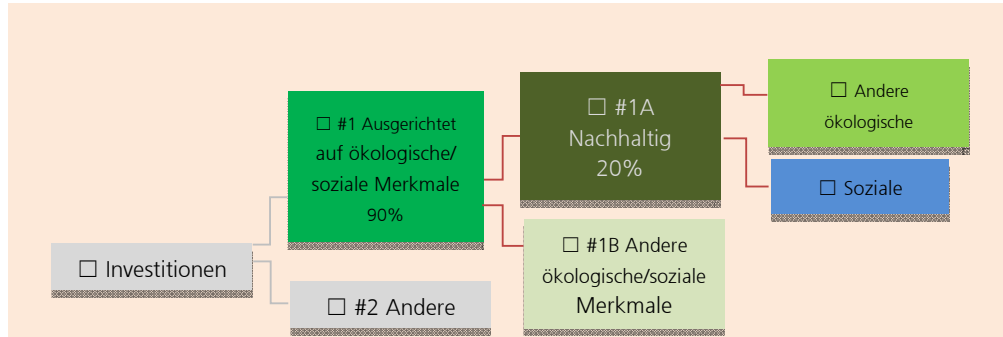 ☐ Investitionen
☐ #1 Ausgerichtet
auf ökologische/
soziale Merkmale
90%
☐ #2 Andere
☐ #1A
Nachhaltig
20%
☐ #1B Andere
ökologische/soziale
Merkmale
☐ Andere
ökologische
☐ Soziale